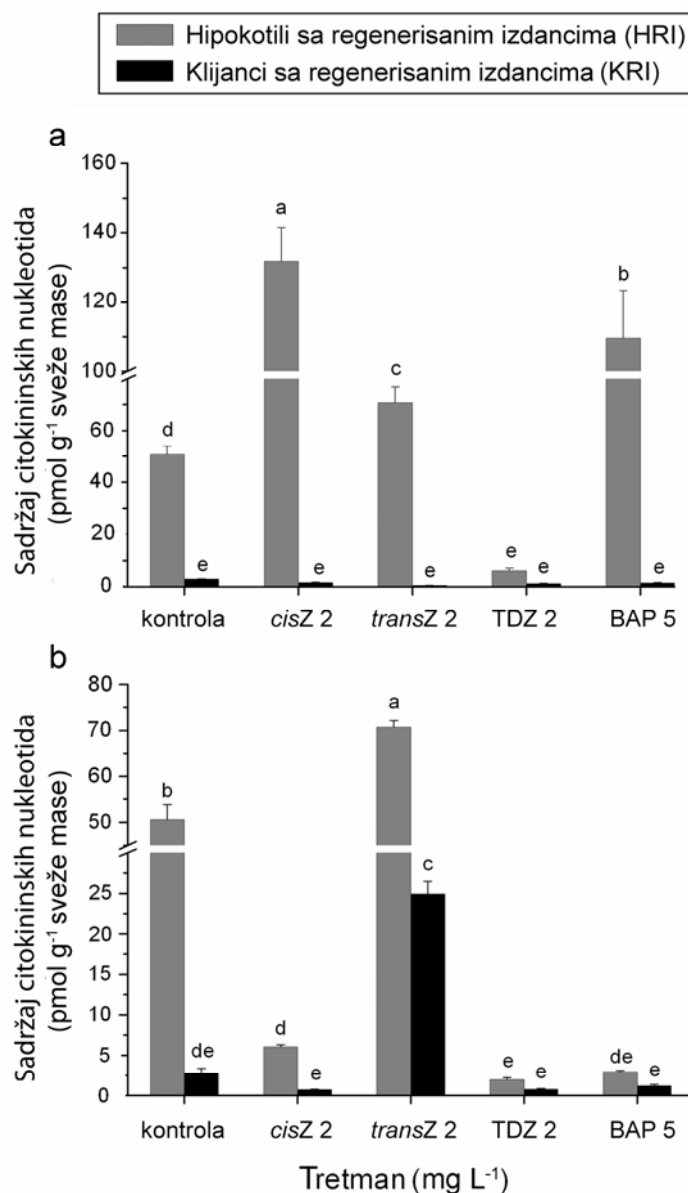 Hipokotili sa regenerisanim izdancima (HRI)
Klijanci sa regenerisanim izdancima (KRI)
a
Sadržaj citokininskih nukleotida
(pmol g⁻¹ sveže mase)
160
140
120
100
60
40
20
0
d
e
a
e
c
e
e
e
b
e
kontrola
cisZ 2
transZ 2
TDZ 2
BAP 5
b
Sadržaj citokininskih nukleotida
(pmol g⁻¹ sveže mase)
80
70
60
50
25
20
15
10
5
0
b
de
d
e
a
c
e
e
de
e
kontrola
cisZ 2
transZ 2
TDZ 2
BAP 5
Tretman (mg L⁻¹)